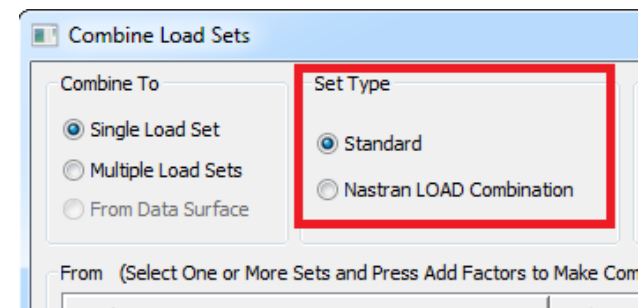 Combine Load Sets
Combine To
Single Load Set
Multiple Load Sets
From Data Surface
Set Type
Standard
Nastran LOAD Combination
From (Select One or More Sets and Press Add Factors to Make Com